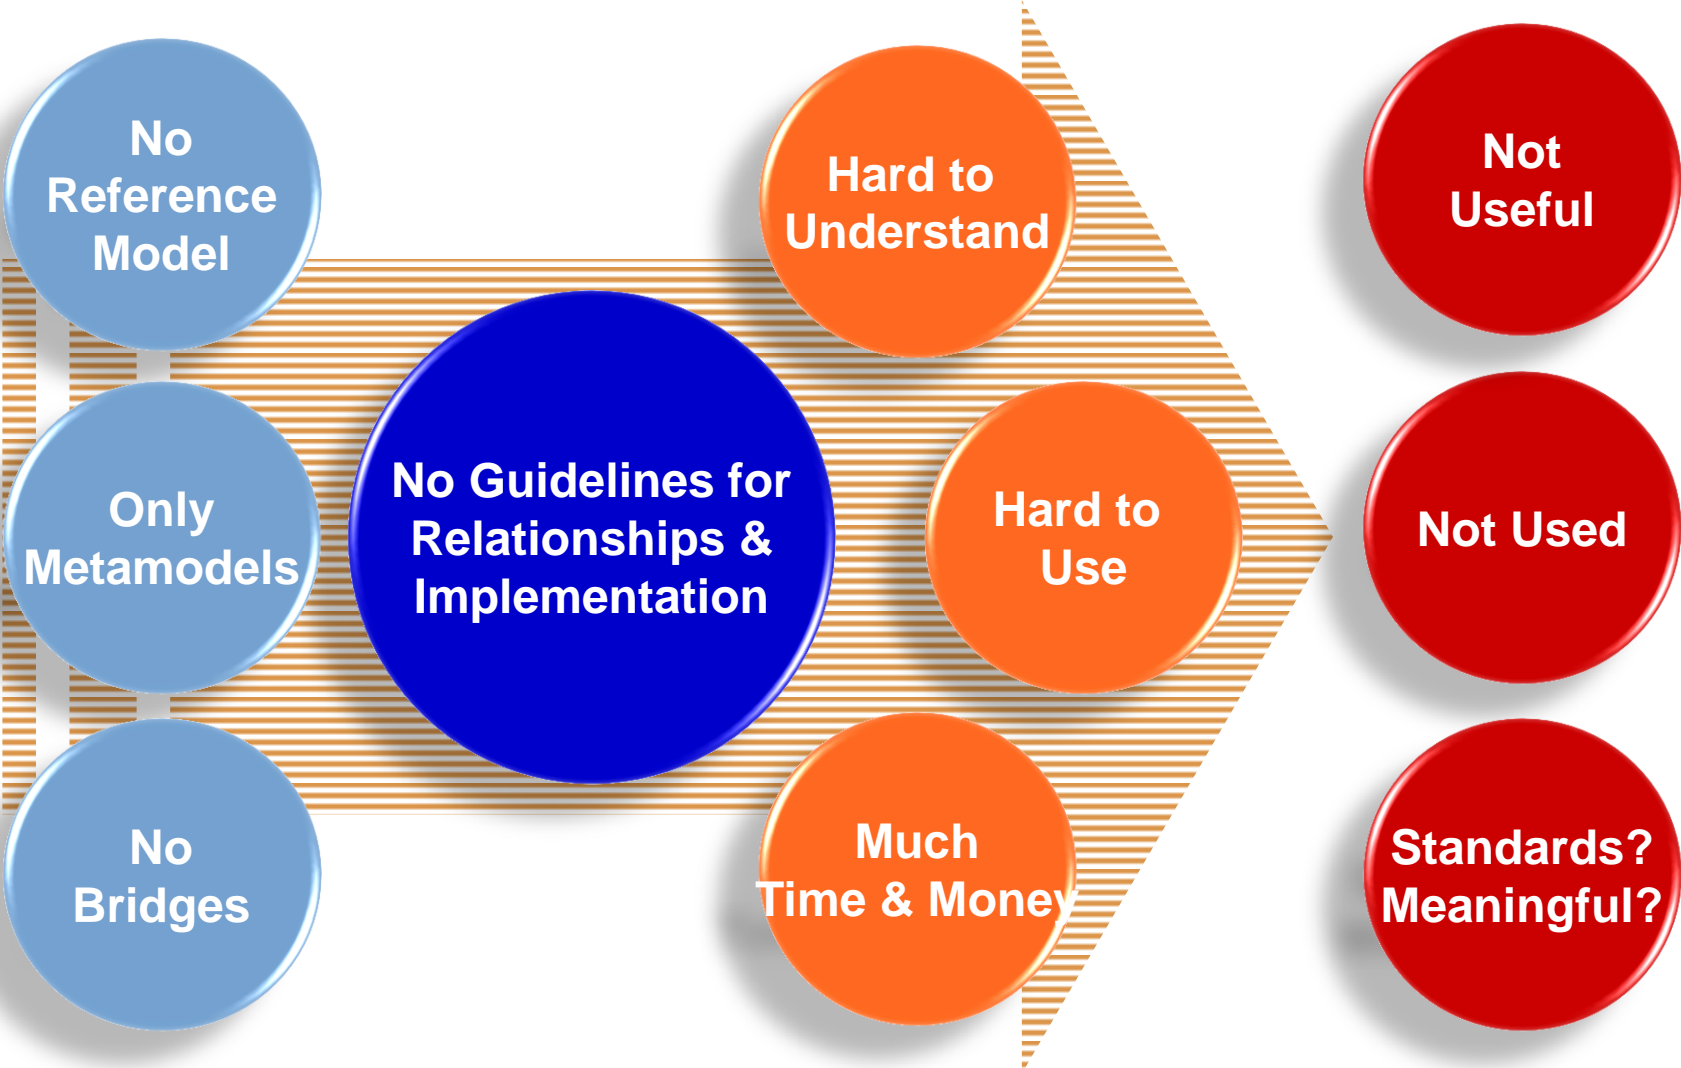 No
Reference
Model
Only
Metamodels
No
Bridges
No Guidelines for
Relationships &
Implementation
Hard to
Understand
Hard to
Use
Much
Time & Money
Not
Useful
Not Used
Standards?
Meaningful?